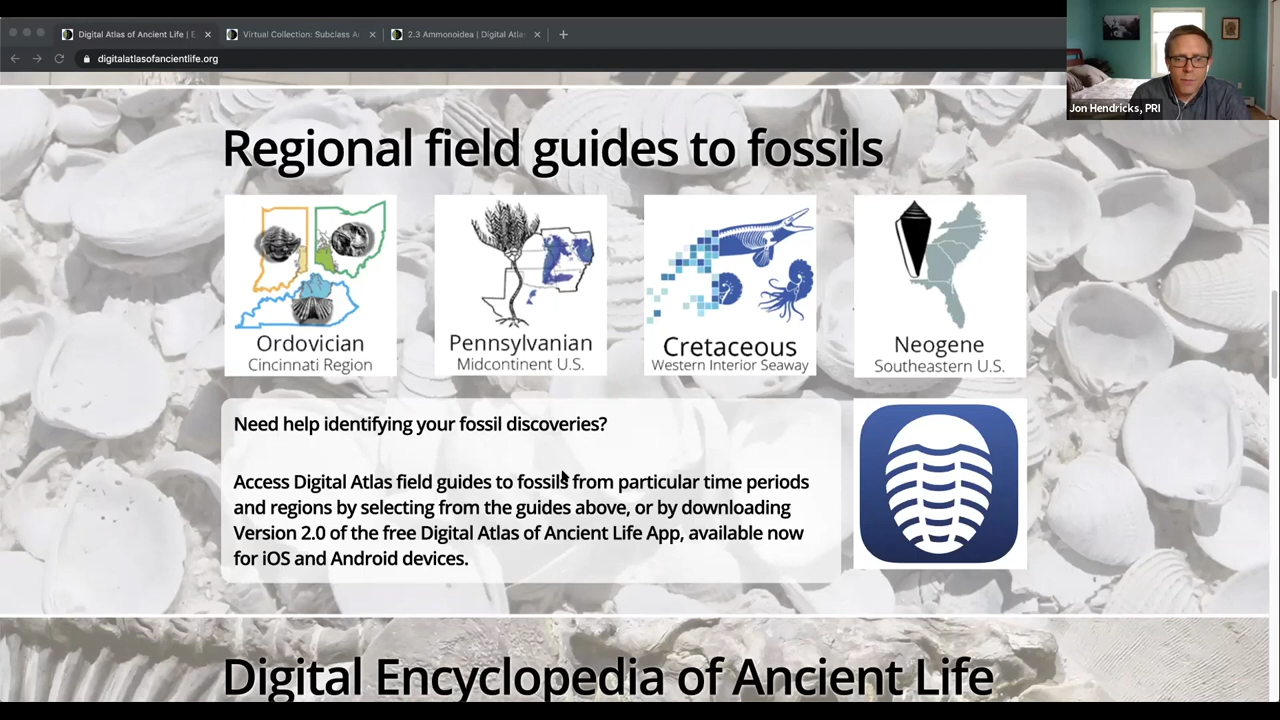 Digital Atlas of Ancient Life | E
Virtual Collection: Subclass A
2.3 Ammonoidea | Digital Atla
digitalatlasofancientlife.org
Jon Hendricks, PRI
Regional field guides to fossils
Ordovician
Cincinnati Region
Pennsylvanian
Midcontinent U.S.
Cretaceous
Western Interior Seaway
Neogene
Southeastern U.S.
Need help identifying your fossil discoveries?
Access Digital Atlas field guides to fossils from particular time periods
and regions by selecting from the guides above, or by downloading
Version 2.0 of the free Digital Atlas of Ancient Life App, available now
for iOS and Android devices.
Digital Encyclopedia of Ancient Life